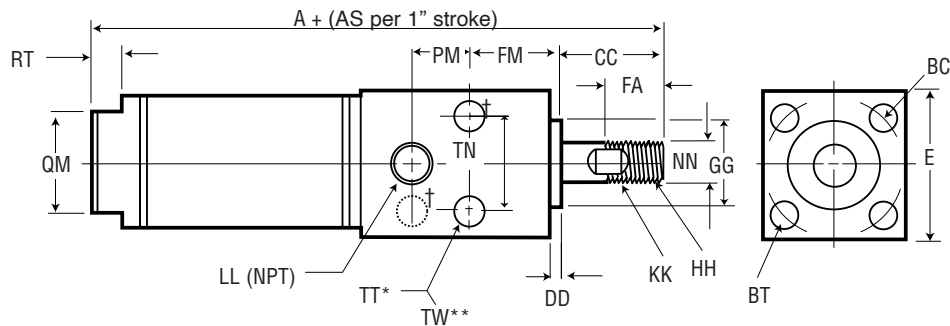 A + (AS per 1" stroke)
RT
PM
FM
CC
FA
BC
†
QM
TN
NN
GG
E
†
LL (NPT)
TT*
TW**
DD
KK
HH
BT